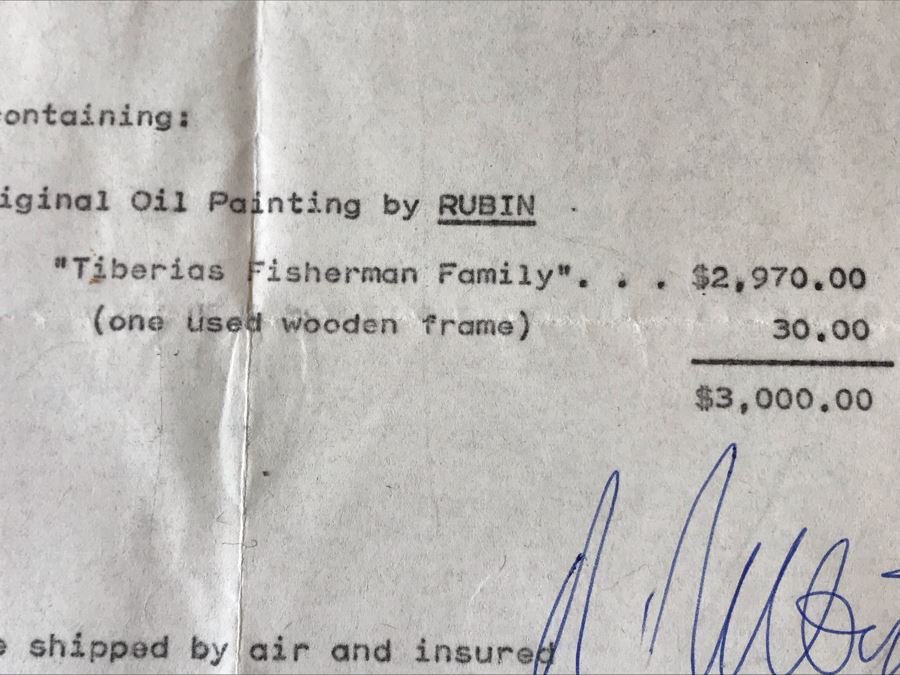 ontaining:
iginal Oil Painting by RUBIN
"Tiberias Fisherman Family". . . $2,970.00
(one used wooden frame) 30.00
$3,000.00
e shipped by air and insured